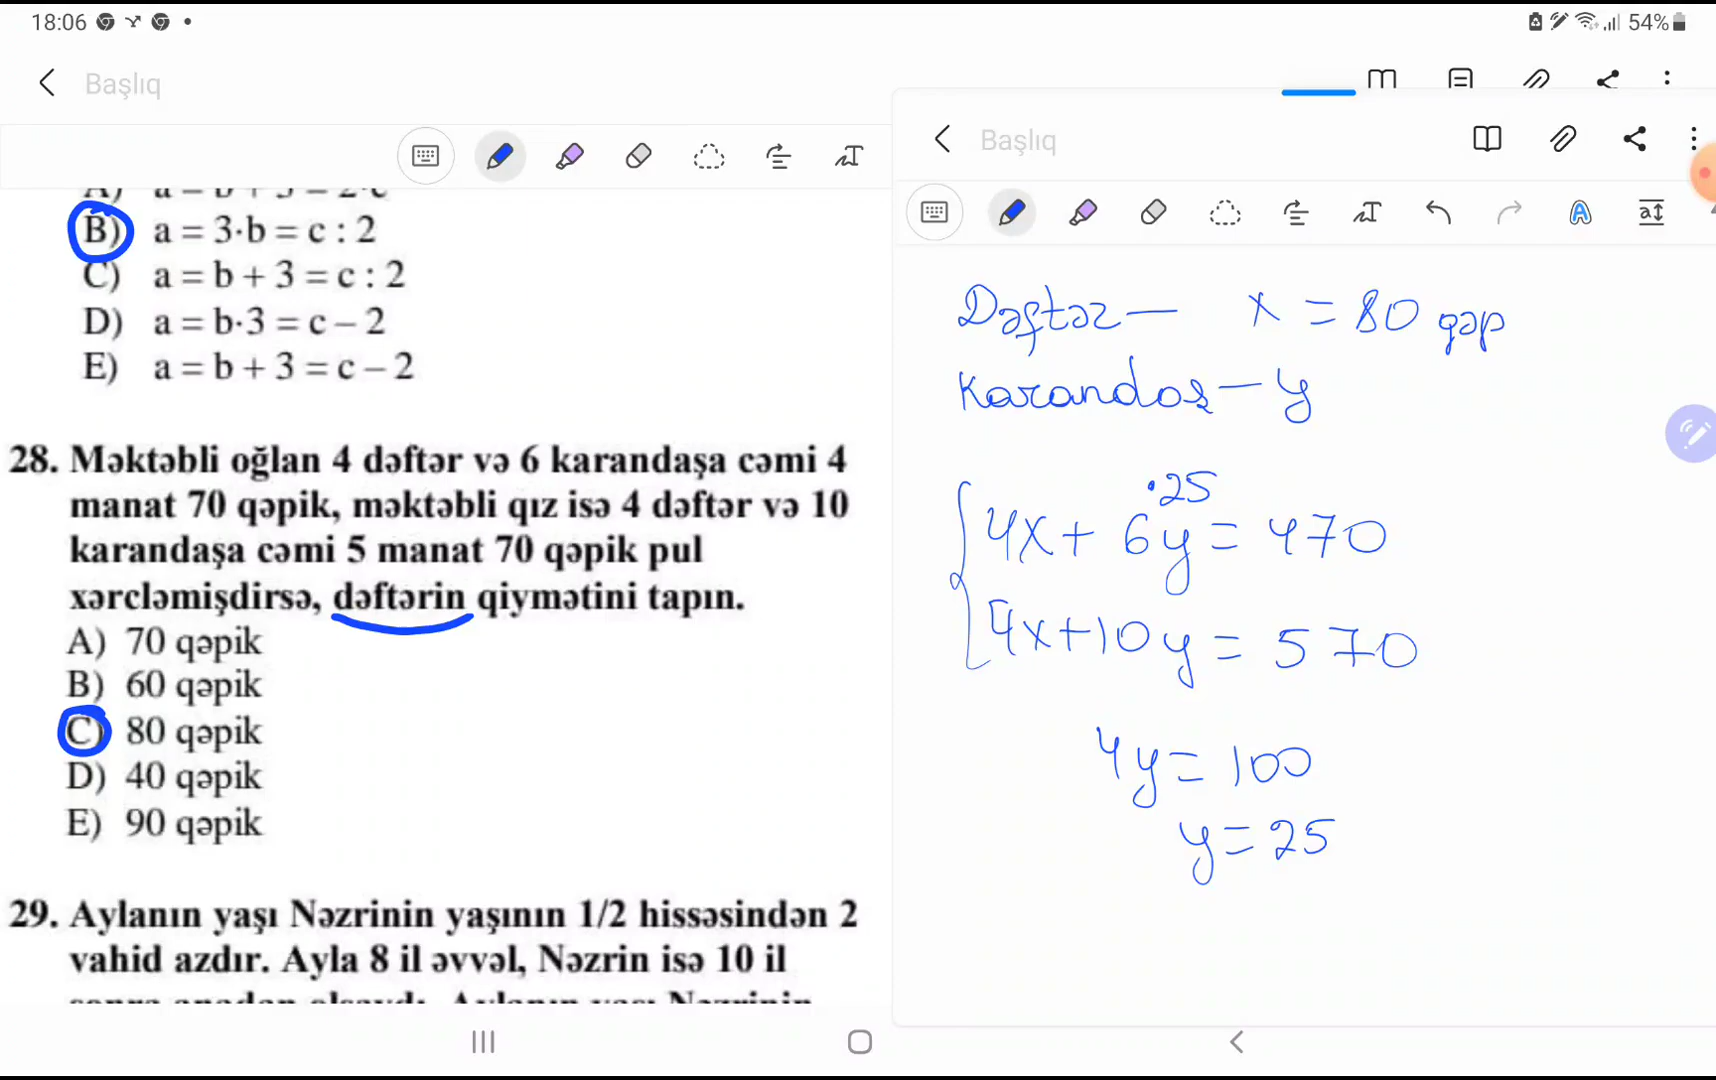 18:06
54%
Başlıq
B) a = 3·b = c : 2
C) a = b + 3 = c : 2
D) a = b·3 = c – 2
E) a = b + 3 = c – 2
28. Məktəbli oğlan 4 dəftər və 6 karandaşa cəmi 4
manat 70 qəpik, məktəbli qız isə 4 dəftər və 10
karandaşa cəmi 5 manat 70 qəpik pul
xərcləmişdirsə, dəftərin qiymətini tapın.
A) 70 qəpik
B) 60 qəpik
C) 80 qəpik
D) 40 qəpik
E) 90 qəpik
29. Aylanın yaşı Nəzrinin yaşının 1/2 hissəsindən 2
vahid azdır. Ayla 8 il əvvəl, Nəzrin isə 10 il
Başlıq
Dəftər — x = 80 qəp
Karandaş — y
·25
4x + 6y = 470
4x+10y = 570
4y = 100
y = 25